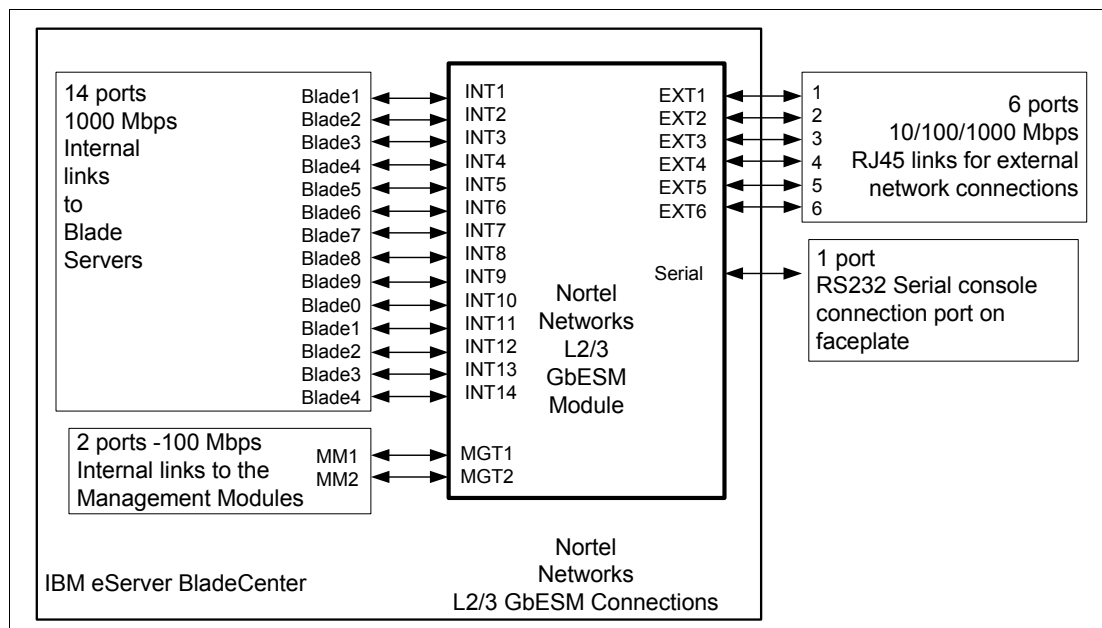 14 ports
1000 Mbps
Internal
links
to
Blade
Servers
Blade1
Blade2
Blade3
Blade4
Blade5
Blade6
Blade7
Blade8
Blade9
Blade0
Blade1
Blade2
Blade3
Blade4
INT1
INT2
INT3
INT4
INT5
INT6
INT7
INT8
INT9
INT10
INT11
INT12
INT13
INT14
2 ports -100 Mbps
Internal links to the
Management Modules
MM1
MM2
MGT1
MGT2
Nortel
Networks
L2/3
GbESM
Module
EXT1
EXT2
EXT3
EXT4
EXT5
EXT6
Serial
1
2
3
4
5
6
6 ports
10/100/1000 Mbps
RJ45 links for external
network connections
1 port
RS232 Serial console
connection port on
faceplate
IBM eServer BladeCenter
Nortel
Networks
L2/3 GbESM Connections